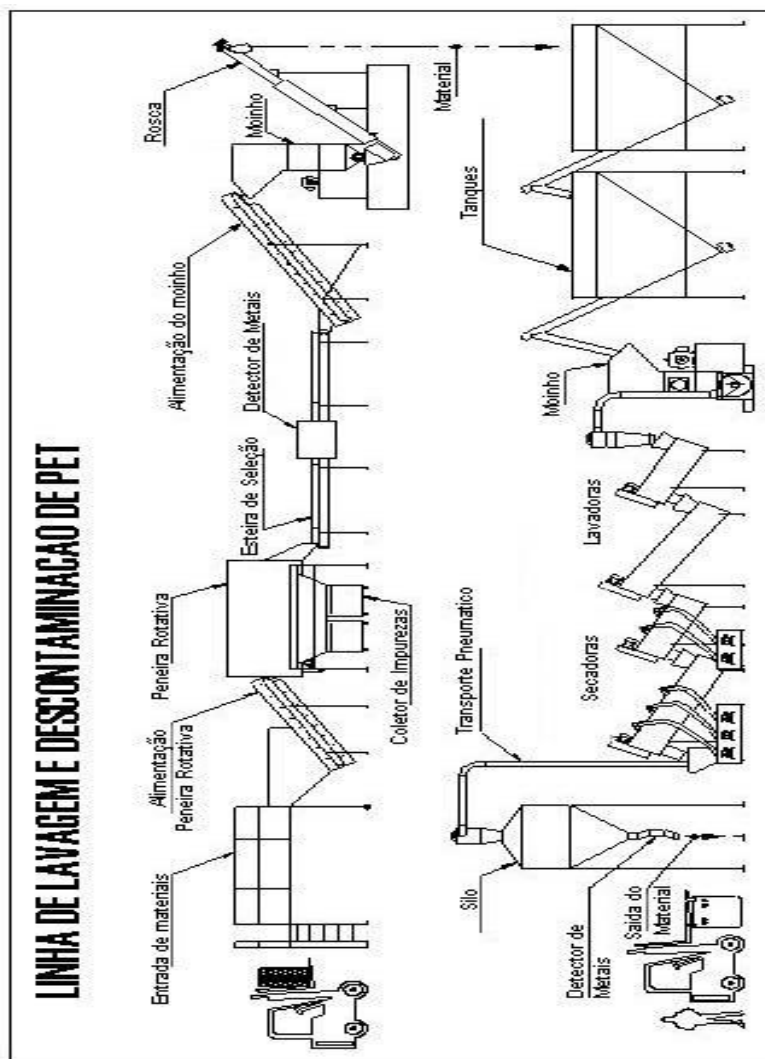 LINHA DE LAVAGEM E DESCONTAMINACAO DE PET
Entrada de materiais
Alimentação
Peneira Rotativa
Peneira Rotativa
Coletor de Impurezas
Esteira de Seleção
Detector de Metais
Alimentação do moinho
Moinho
Rosca
Material
Tanques
Moinho
Lavadoras
Secadoras
Transporte Pneumatico
Silo
Detector de
Metais
Saida do
Material